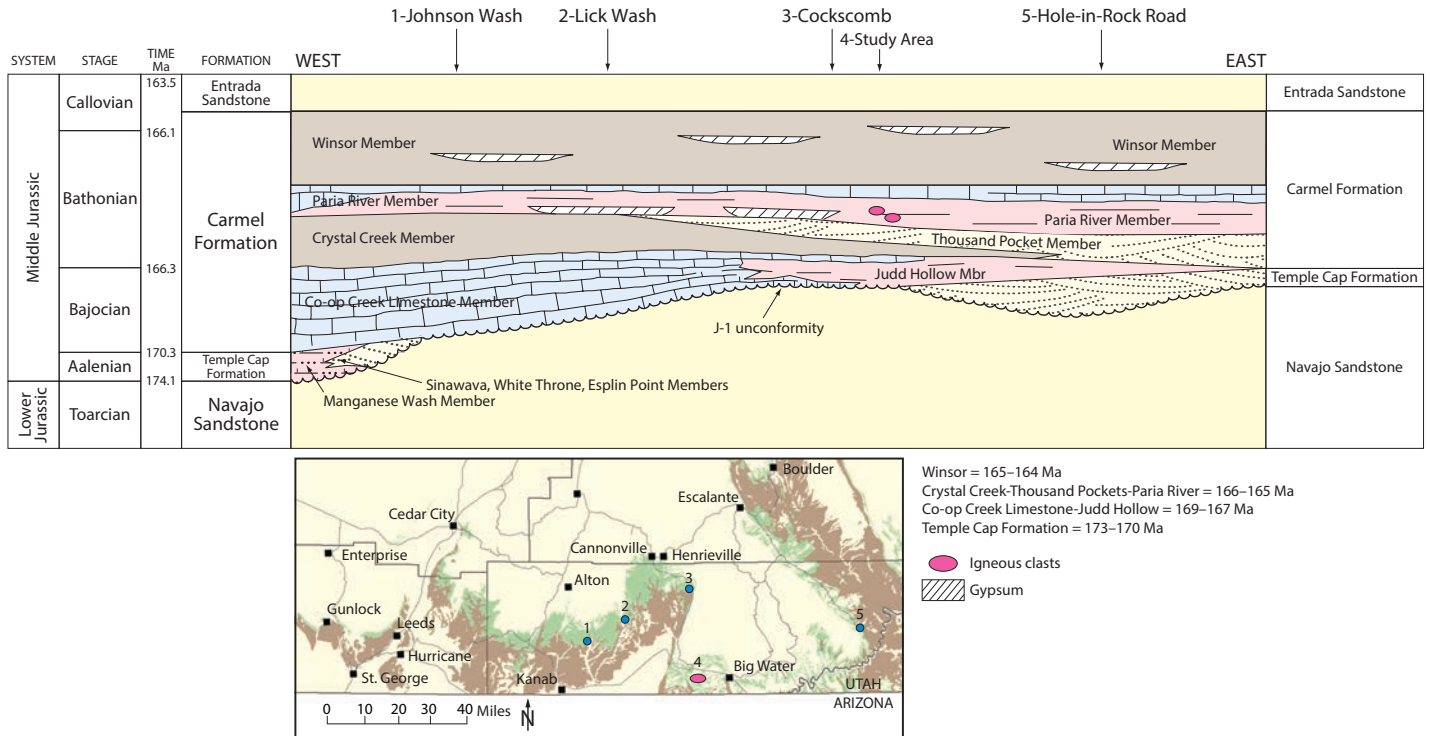 1-Johnson Wash
2-Lick Wash
3-Cockscomb
5-Hole-in-Rock Road
4-Study Area
SYSTEM
STAGE
TIME
Ma
FORMATION
WEST
EAST
Middle Jurassic
Lower
Jurassic
Callovian
Bathonian
Bajocian
Aalenian
Toarcian
163.5
166.1
166.3
170.3
174.1
Entrada
Sandstone
Carmel
Formation
Temple Cap
Formation
Navajo
Sandstone
Winsor Member
Winsor Member
Paria River Member
Paria River Member
Crystal Creek Member
Thousand Pocket Member
Judd Hollow Mbr
Co-op Creek Limestone Member
J-1 unconformity
Sinawava, White Throne, Esplin Point Members
Manganese Wash Member
Entrada Sandstone
Carmel Formation
Temple Cap Formation
Navajo Sandstone
Boulder
Escalante
Cedar City
Enterprise
Cannonville
Henrieville
Alton
Gunlock
Leeds
Hurricane
St. George
Kanab
Big Water
1
2
3
4
5
UTAH
ARIZONA
0 10 20 30 40 Miles
N
Winsor = 165–164 Ma
Crystal Creek-Thousand Pockets-Paria River = 166–165 Ma
Co-op Creek Limestone-Judd Hollow = 169–167 Ma
Temple Cap Formation = 173–170 Ma
Igneous clasts
Gypsum